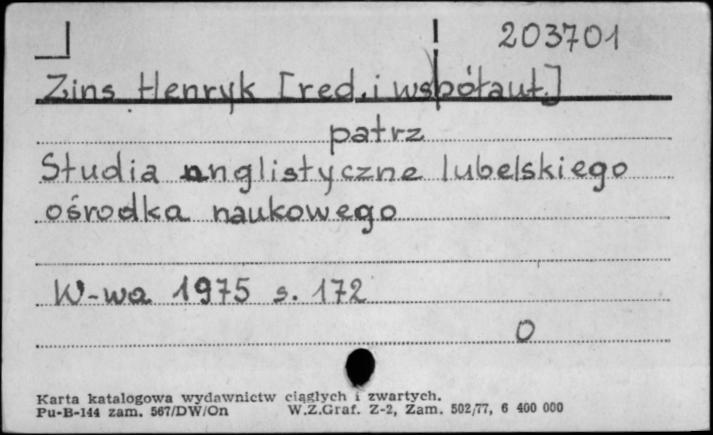 203701
Zins Henryk [red. i współaut.]
patrz
Studia anglistyczne lubelskiego
ośrodka naukowego
W-wa 1975 s. 172
O
Karta katalogowa wydawnictw ciągłych i zwartych.
Pu-B-144 zam. 567/DW/On W.Z.Graf. Z-2, Zam. 502/77, 6 400 000